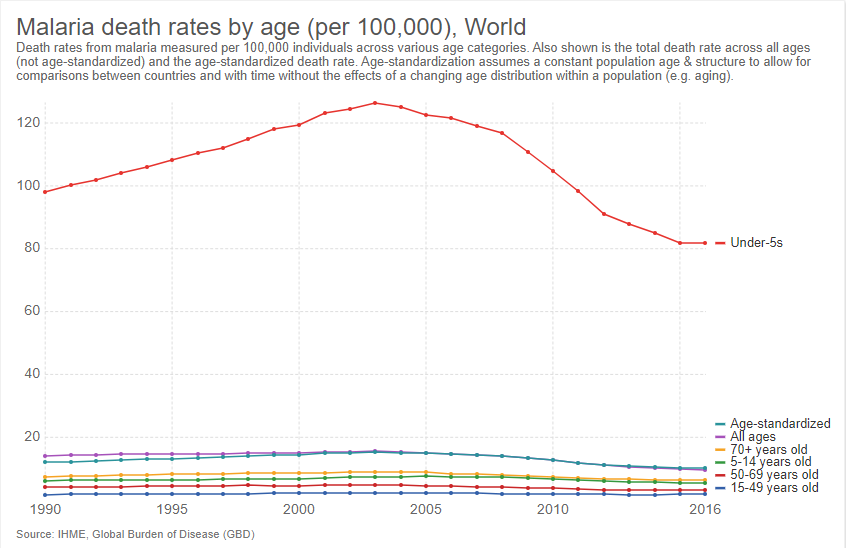 Malaria death rates by age (per 100,000), World
Death rates from malaria measured per 100,000 individuals across various age categories. Also shown is the total death rate across all ages
(not age-standardized) and the age-standardized death rate. Age-standardization assumes a constant population age & structure to allow for
comparisons between countries and with time without the effects of a changing age distribution within a population (e.g. aging).
120
100
80
60
40
20
Under-5s
Age-standardized
All ages
70+ years old
5-14 years old
50-69 years old
15-49 years old
1990
1995
2000
2005
2010
2016
Source: IHME, Global Burden of Disease (GBD)